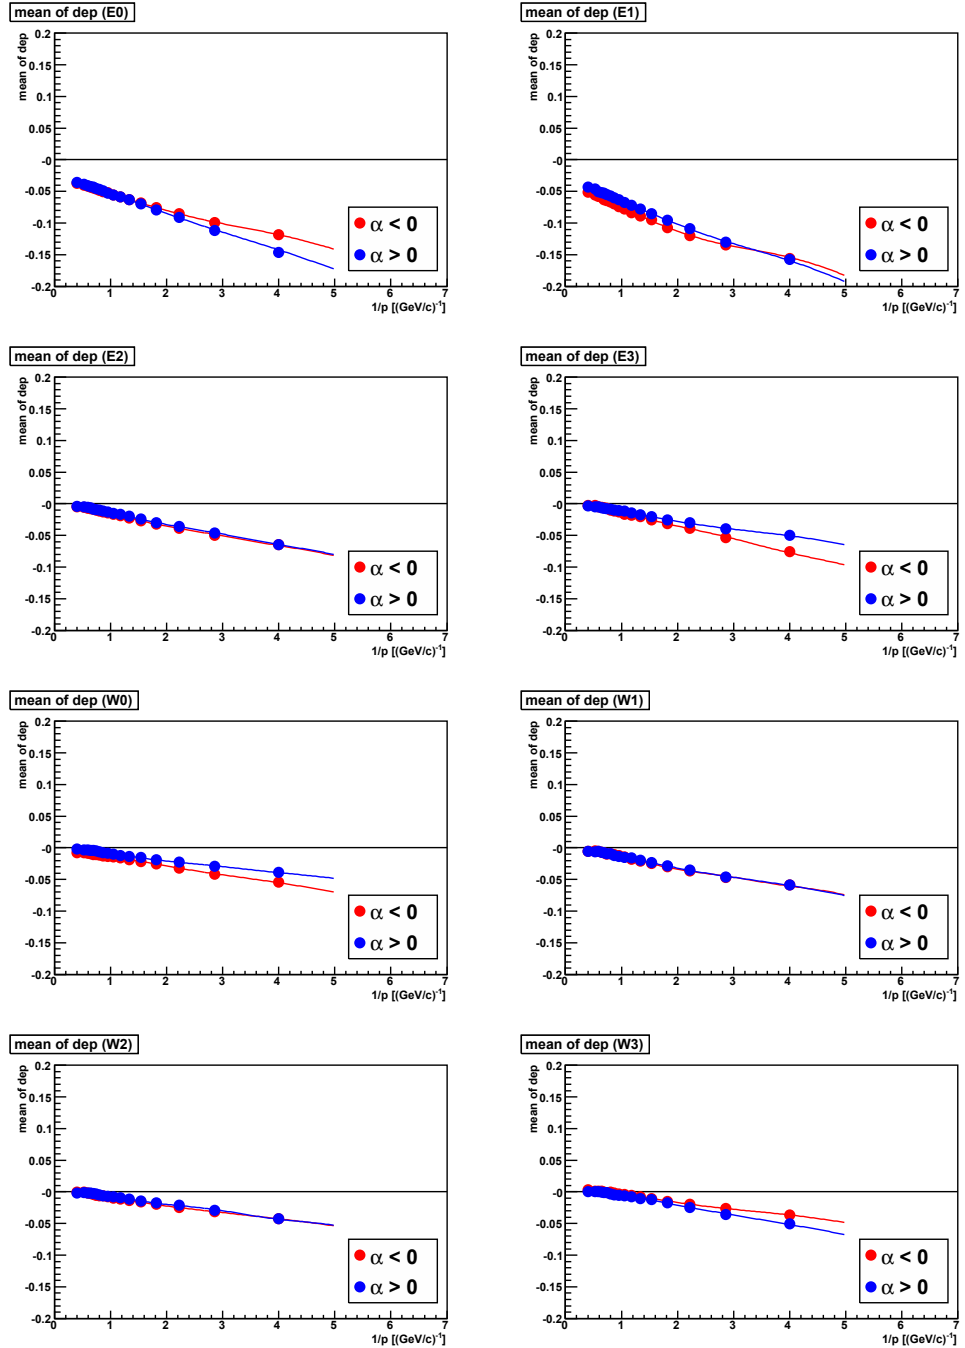 mean of dep (E0)
mean of dep
0.2
0.15
0.1
0.05
-0
-0.05
-0.1
-0.15
-0.2
α < 0
α > 0
0 1 2 3 4 5 6 7
1/p [(GeV/c)-1]
mean of dep (E1)
mean of dep
0.2
0.15
0.1
0.05
-0
-0.05
-0.1
-0.15
-0.2
α < 0
α > 0
0 1 2 3 4 5 6 7
1/p [(GeV/c)-1]
mean of dep (E2)
mean of dep
0.2
0.15
0.1
0.05
-0
-0.05
-0.1
-0.15
-0.2
α < 0
α > 0
0 1 2 3 4 5 6 7
1/p [(GeV/c)-1]
mean of dep (E3)
mean of dep
0.2
0.15
0.1
0.05
-0
-0.05
-0.1
-0.15
-0.2
α < 0
α > 0
0 1 2 3 4 5 6 7
1/p [(GeV/c)-1]
mean of dep (W0)
mean of dep
0.2
0.15
0.1
0.05
-0
-0.05
-0.1
-0.15
-0.2
α < 0
α > 0
0 1 2 3 4 5 6 7
1/p [(GeV/c)-1]
mean of dep (W1)
mean of dep
0.2
0.15
0.1
0.05
-0
-0.05
-0.1
-0.15
-0.2
α < 0
α > 0
0 1 2 3 4 5 6 7
1/p [(GeV/c)-1]
mean of dep (W2)
mean of dep
0.2
0.15
0.1
0.05
-0
-0.05
-0.1
-0.15
-0.2
α < 0
α > 0
0 1 2 3 4 5 6 7
1/p [(GeV/c)-1]
mean of dep (W3)
mean of dep
0.2
0.15
0.1
0.05
-0
-0.05
-0.1
-0.15
-0.2
α < 0
α > 0
0 1 2 3 4 5 6 7
1/p [(GeV/c)-1]